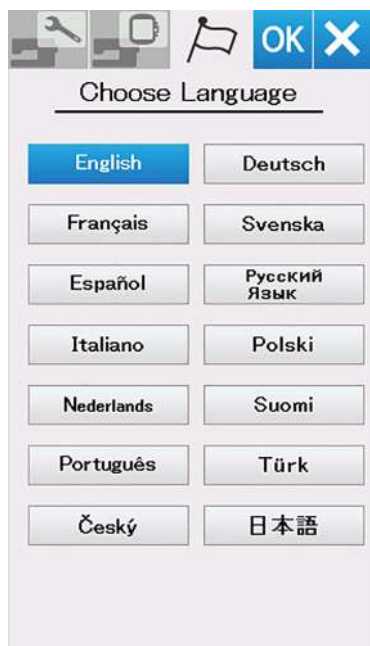 OK
Choose Language
English
Deutsch
Français
Svenska
Español
Русский
Язык
Italiano
Polski
Nederlands
Suomi
Português
Türk
Český
日本語